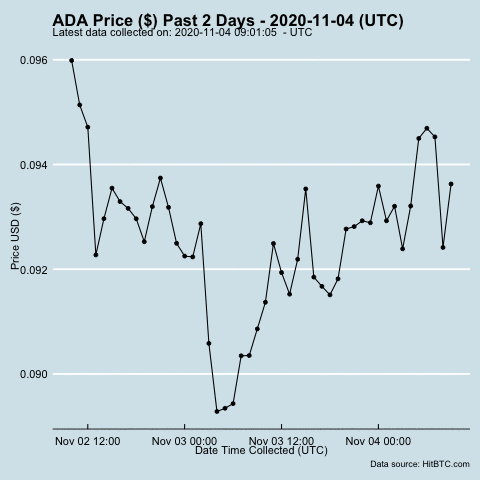 ADA Price ($) Past 2 Days - 2020-11-04 (UTC)
Latest data collected on: 2020-11-04 09:01:05 - UTC
0.096
0.094
0.092
0.090
Price USD ($)
Nov 02 12:00 Nov 03 00:00 Nov 03 12:00 Nov 04 00:00
Date Time Collected (UTC)
Data source: HitBTC.com